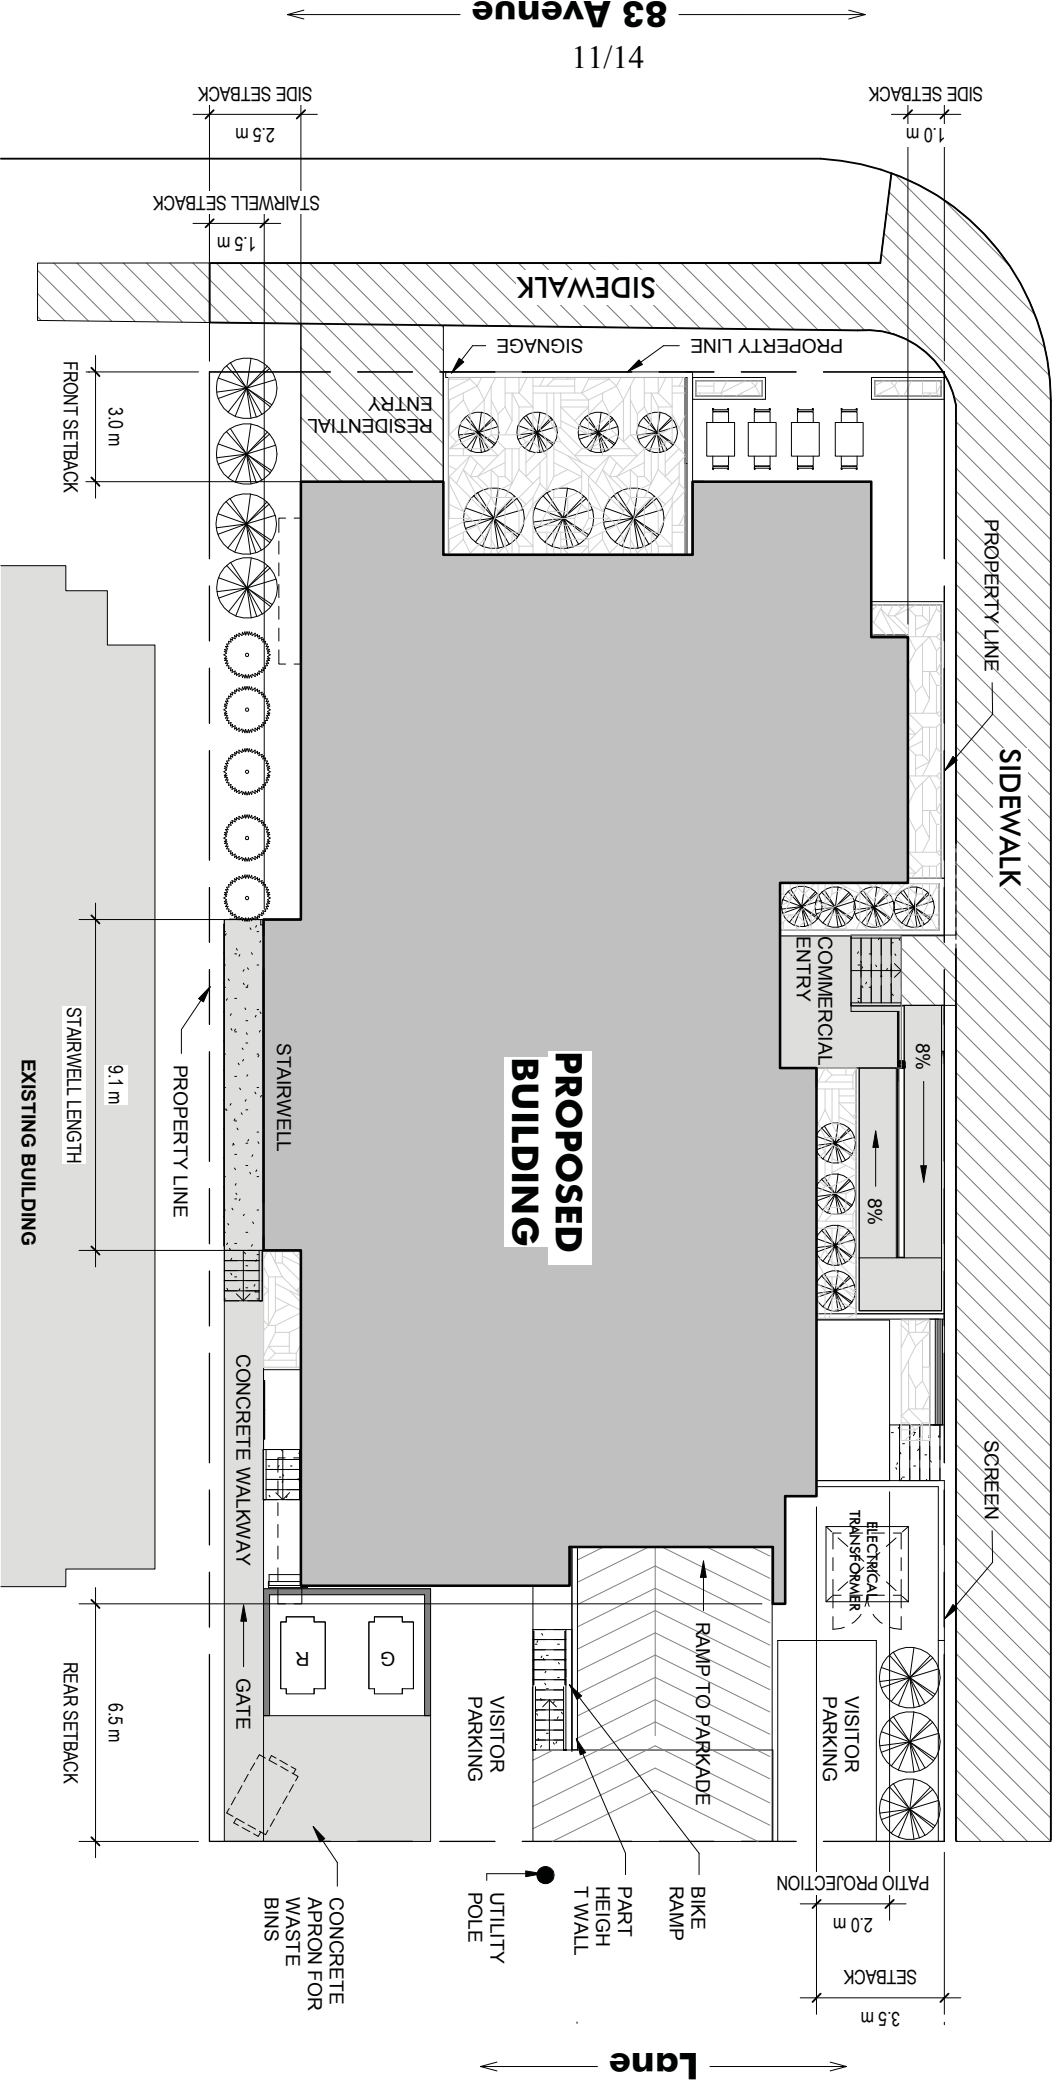 83 Avenue
11/14
SIDE SETBACK
2.5 m
SIDE SETBACK
1.0 m
STAIRWELL SETBACK
1.5 m
SIDEWALK
SIGNAGE
PROPERTY LINE
RESIDENTIAL
ENTRY
FRONT SETBACK
3.0 m
PROPERTY LINE
SIDEWALK
COMMERCIAL
ENTRY
8%
8%
STAIRWELL
PROPOSED
BUILDING
STAIRWELL LENGTH
9.1 m
PROPERTY LINE
EXISTING BUILDING
CONCRETE WALKWAY
SCREEN
ELECTRICAL
TRANSFORMER
RAMP TO PARKADE
R
G
GATE
VISITOR
PARKING
VISITOR
PARKING
REAR SETBACK
6.5 m
CONCRETE
APRON FOR
WASTE
BINS
UTILITY
POLE
PART
HEIGH
T WALL
BIKE
RAMP
PATIO PROJECTION
2.0 m
SETBACK
3.5 m
Lane